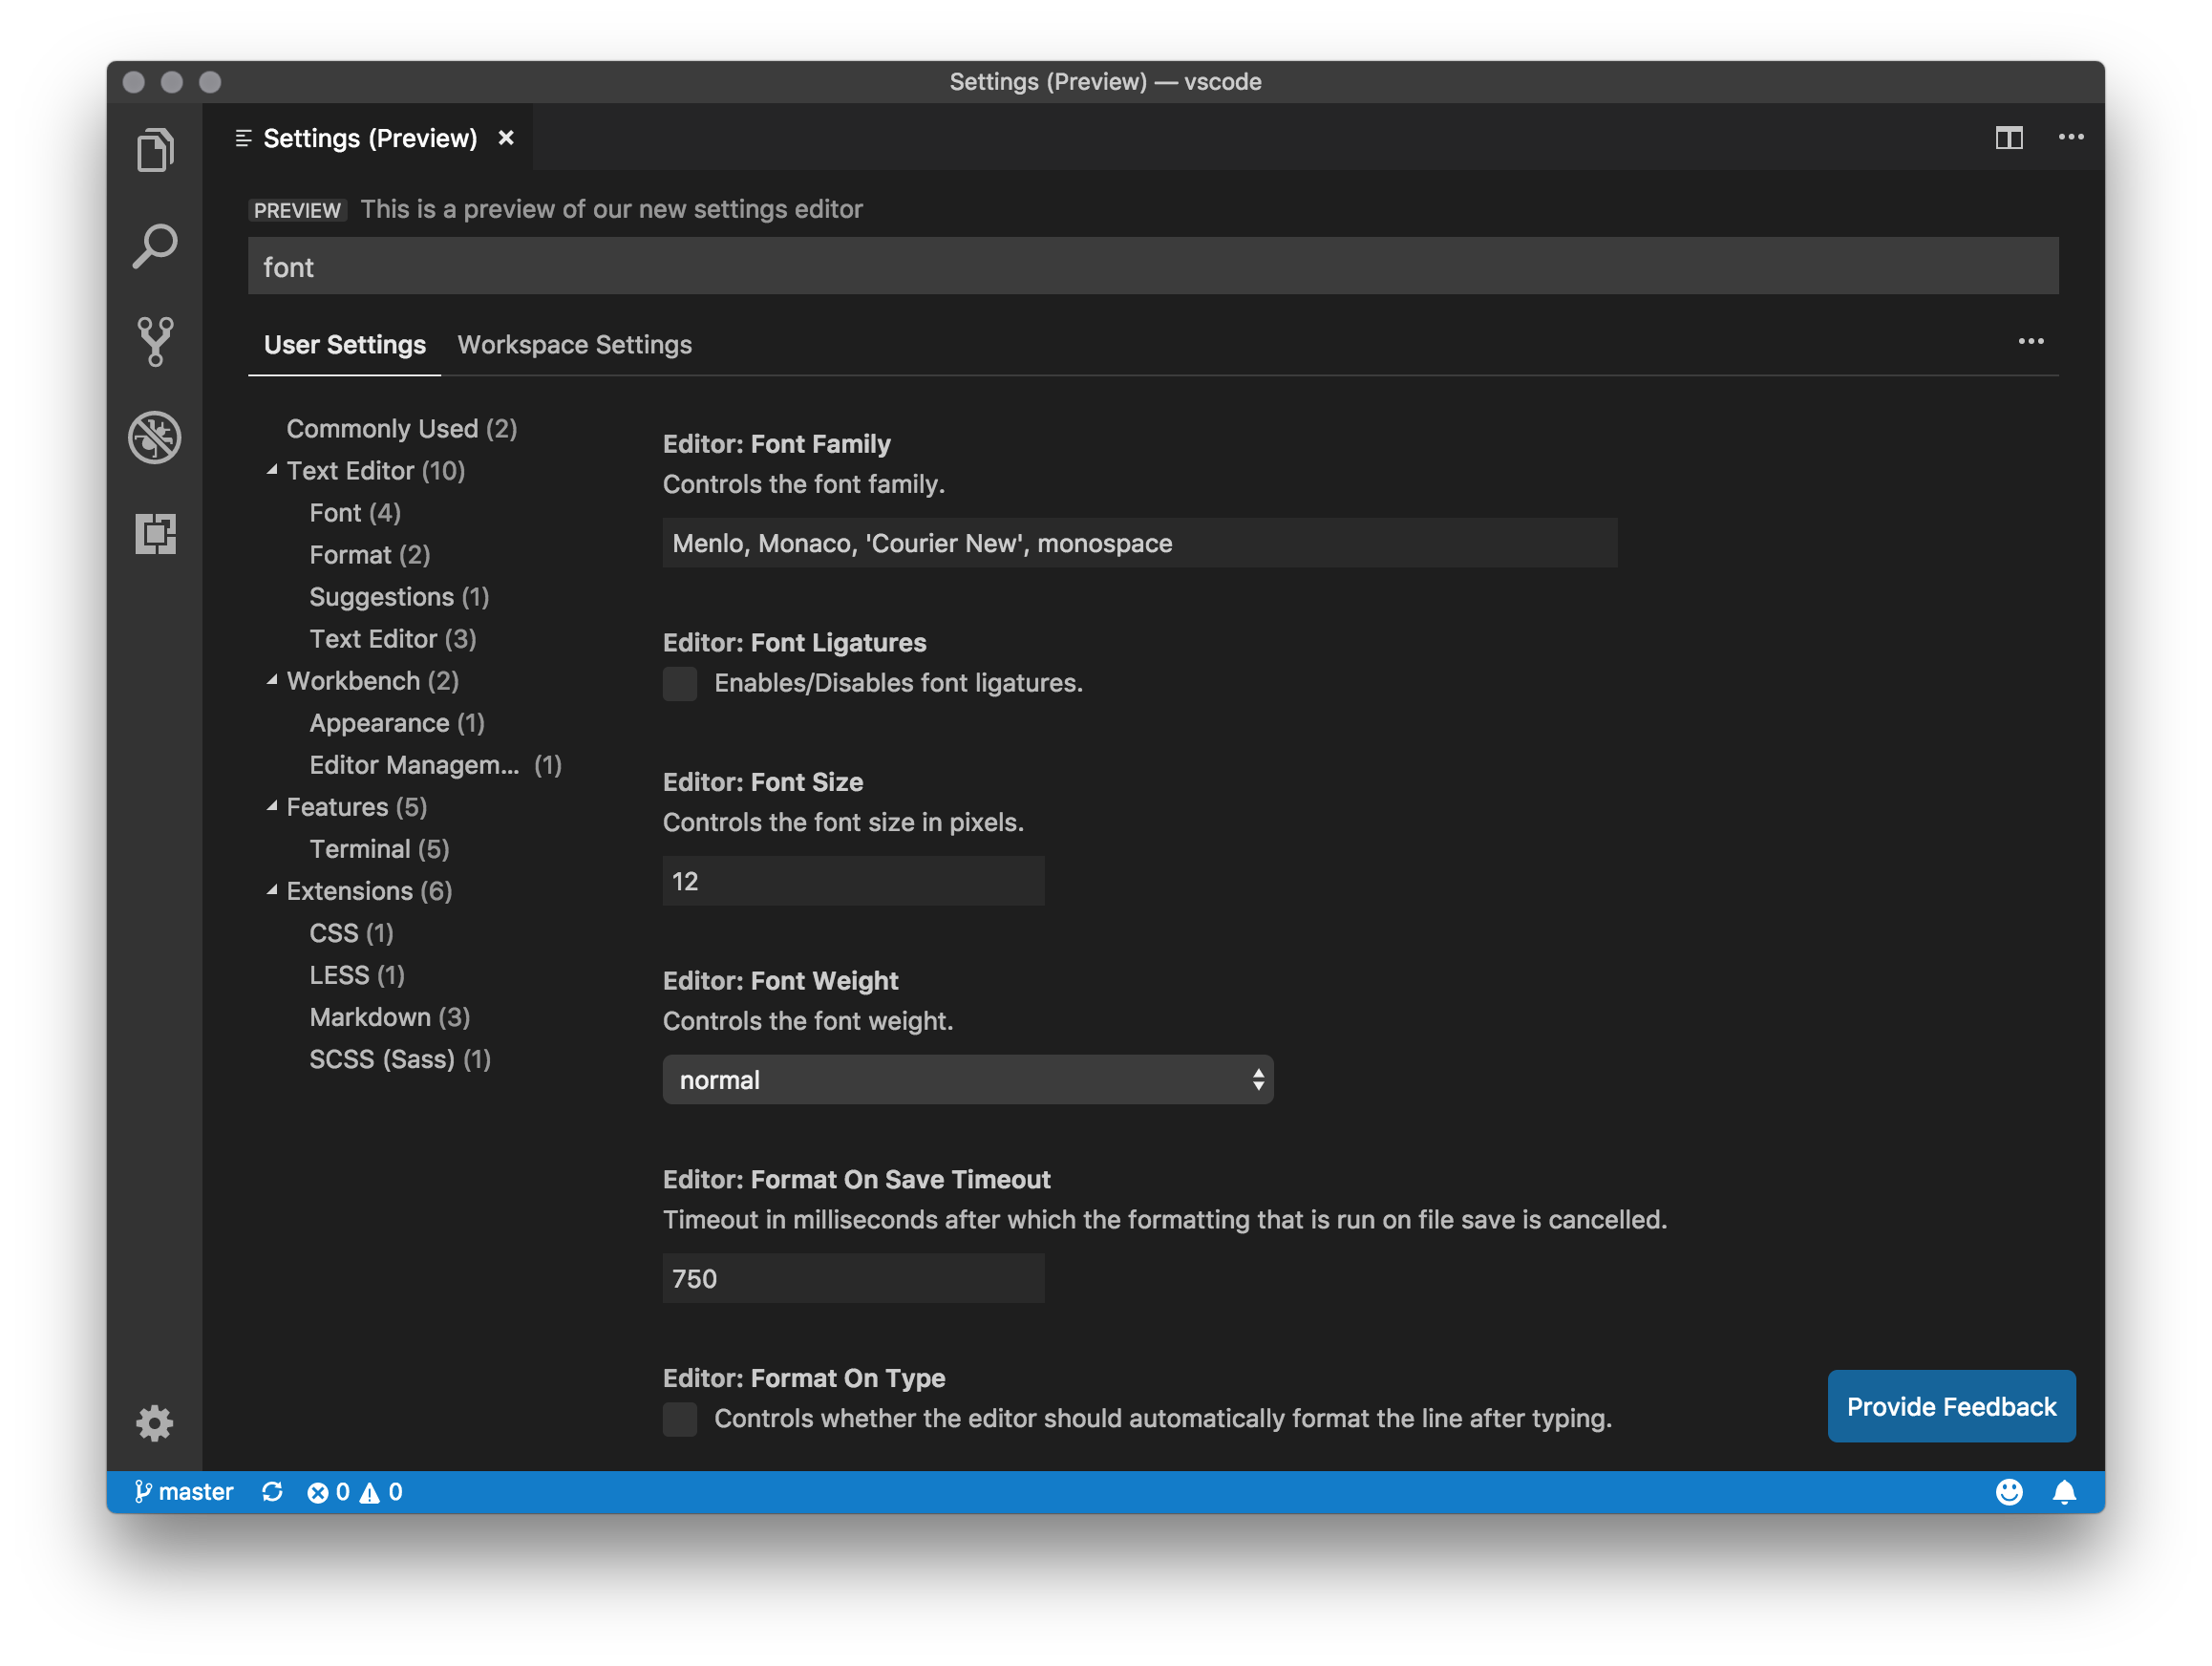 Settings (Preview) — vscode
Settings (Preview)
PREVIEW This is a preview of our new settings editor
font
User Settings Workspace Settings
Commonly Used (2)
Text Editor (10)
Font (4)
Format (2)
Suggestions (1)
Text Editor (3)
Workbench (2)
Appearance (1)
Editor Managem... (1)
Features (5)
Terminal (5)
Extensions (6)
CSS (1)
LESS (1)
Markdown (3)
SCSS (Sass) (1)
Editor: Font Family
Controls the font family.
Menlo, Monaco, 'Courier New', monospace
Editor: Font Ligatures
Enables/Disables font ligatures.
Editor: Font Size
Controls the font size in pixels.
12
Editor: Font Weight
Controls the font weight.
normal
Editor: Format On Save Timeout
Timeout in milliseconds after which the formatting that is run on file save is cancelled.
750
Editor: Format On Type
Controls whether the editor should automatically format the line after typing.
Provide Feedback
master 0 0